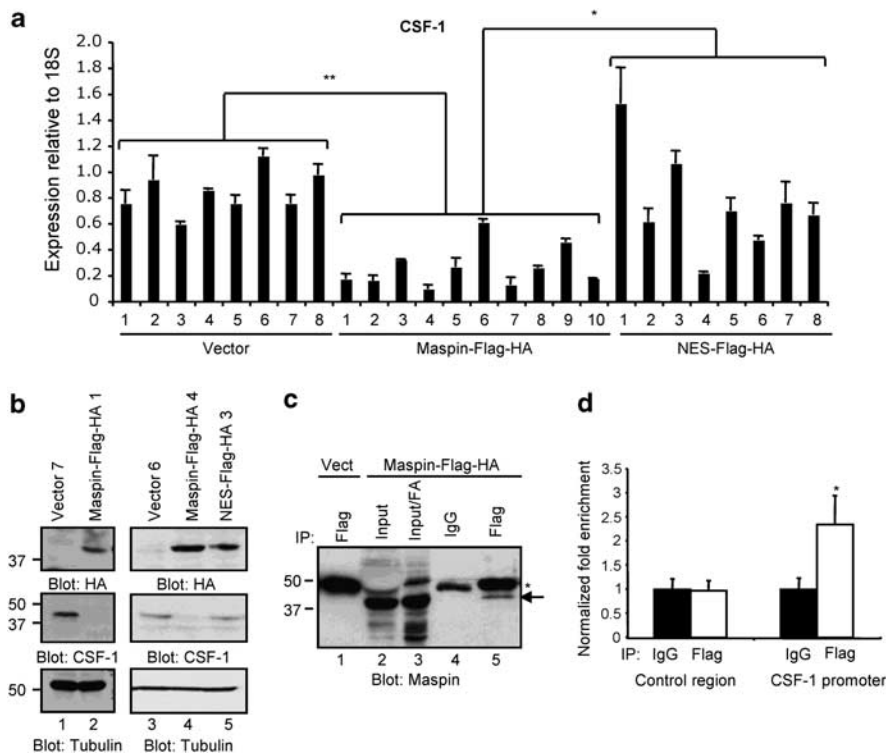 a
CSF-1
Expression relative to 18S
2.0
1.8
1.6
1.4
1.2
1.0
0.8
0.6
0.4
0.2
0
**
*
1 2 3 4 5 6 7 8 1 2 3 4 5 6 7 8 9 10 1 2 3 4 5 6 7 8
Vector Maspin-Flag-HA NES-Flag-HA
b
Vector 7
Maspin-Flag-HA 1
Vector 6
Maspin-Flag-HA 4
NES-Flag-HA 3
37
Blot: HA Blot: HA
50
37
Blot: CSF-1 Blot: CSF-1
50
1 2 3 4 5
Blot: Tubulin Blot: Tubulin
c
Vect Maspin-Flag-HA
IP: Flag Input Input/FA IgG Flag
50
37
*
1 2 3 4 5
Blot: Maspin
d
Normalized fold enrichment
3.5
3
2.5
2
1.5
1
0.5
0
*
IP: IgG Flag IgG Flag
Control region CSF-1 promoter